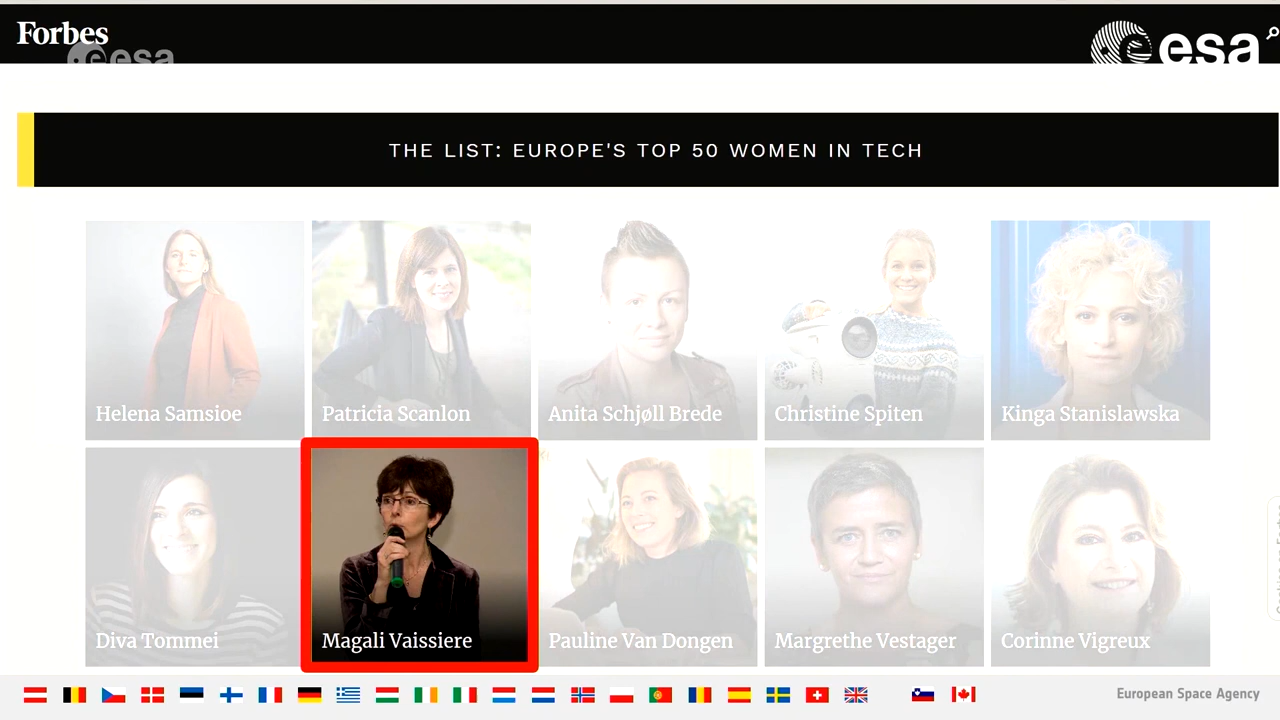 Forbes
esa
esa
THE LIST: EUROPE'S TOP 50 WOMEN IN TECH
Helena Samsioe
Patricia Scanlon
Anita Schjøll Brede
Christine Spiten
Kinga Stanislawska
Diva Tommei
Magali Vaissiere
Pauline Van Dongen
Margrethe Vestager
Corinne Vigreux
European Space Agency